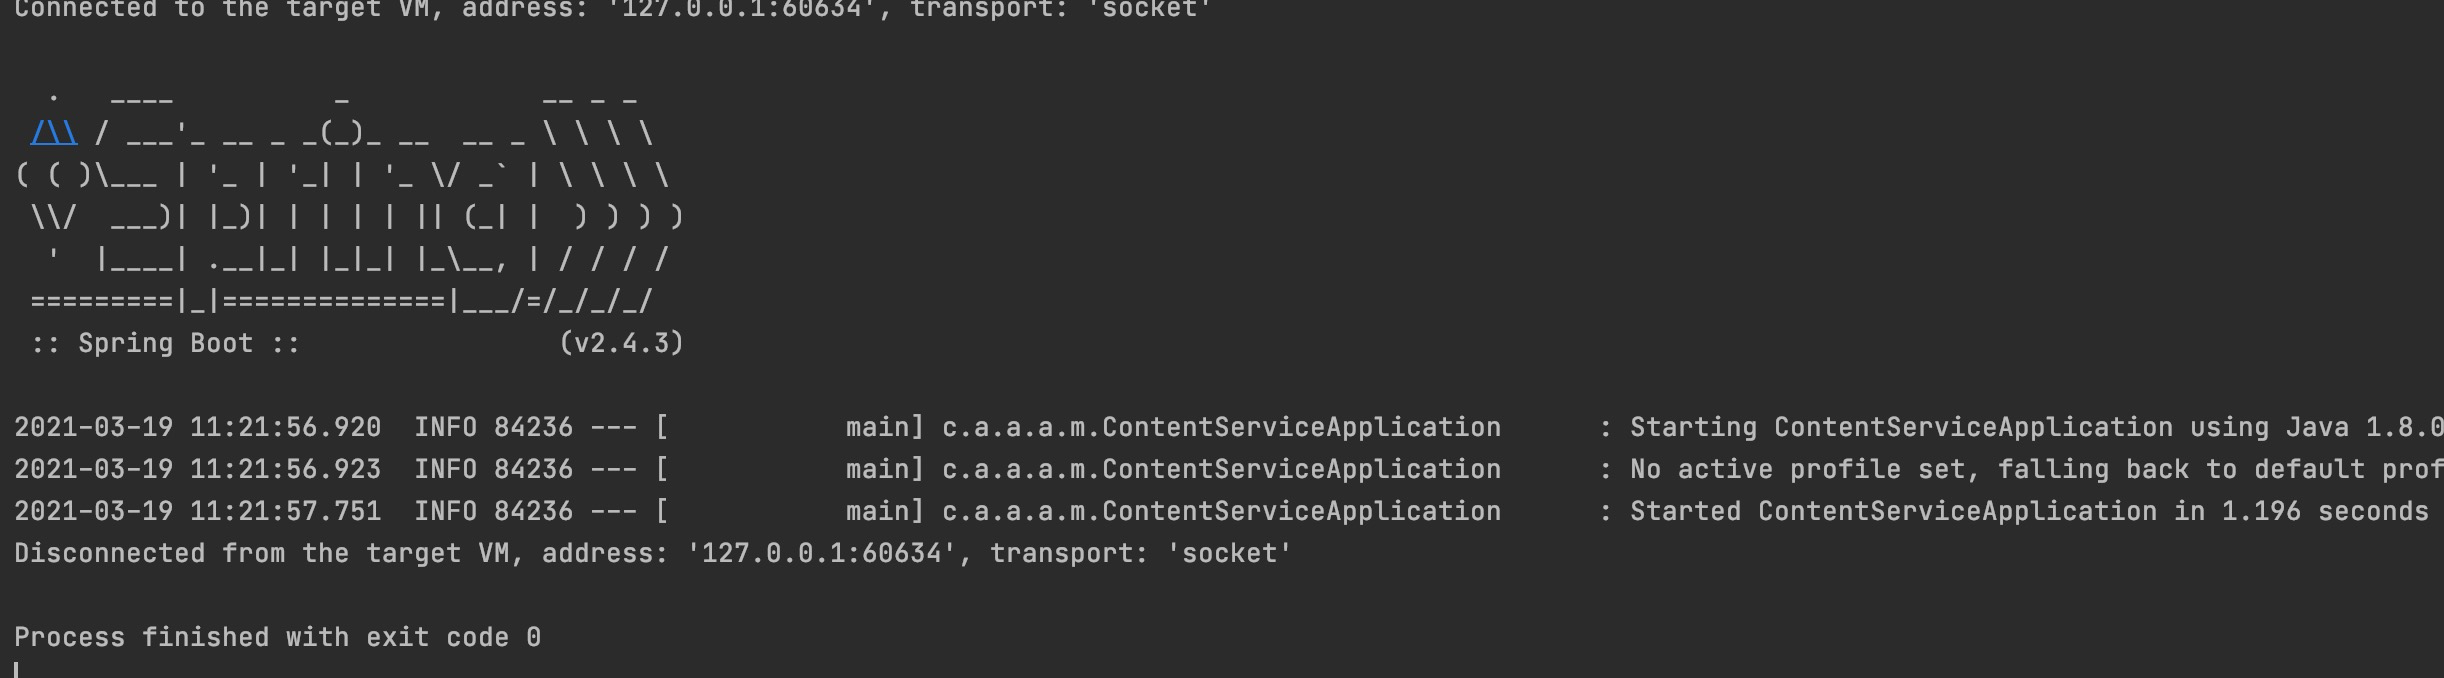 Connected to the target VM, address: '127.0.0.1:60634', transport: 'socket'
  .   ____          _            __ _ _
 /\\ / ___'_ __ _ _(_)_ __  __ _ \ \ \ \
( ( )\___ | '_ | '_| | '_ \/ _` | \ \ \ \
 \\/  ___)| |_)| | | | | || (_| |  ) ) ) )
  '  |____| .__|_| |_|_| |_\__, | / / / /
 =========|_|==============|___/=/_/_/_/
 :: Spring Boot ::                (v2.4.3)
2021-03-19 11:21:56.920  INFO 84236 --- [           main] c.a.a.a.m.ContentServiceApplication      : Starting ContentServiceApplication using Java 1.8.0
2021-03-19 11:21:56.923  INFO 84236 --- [           main] c.a.a.a.m.ContentServiceApplication      : No active profile set, falling back to default prof
2021-03-19 11:21:57.751  INFO 84236 --- [           main] c.a.a.a.m.ContentServiceApplication      : Started ContentServiceApplication in 1.196 seconds
Disconnected from the target VM, address: '127.0.0.1:60634', transport: 'socket'
Process finished with exit code 0